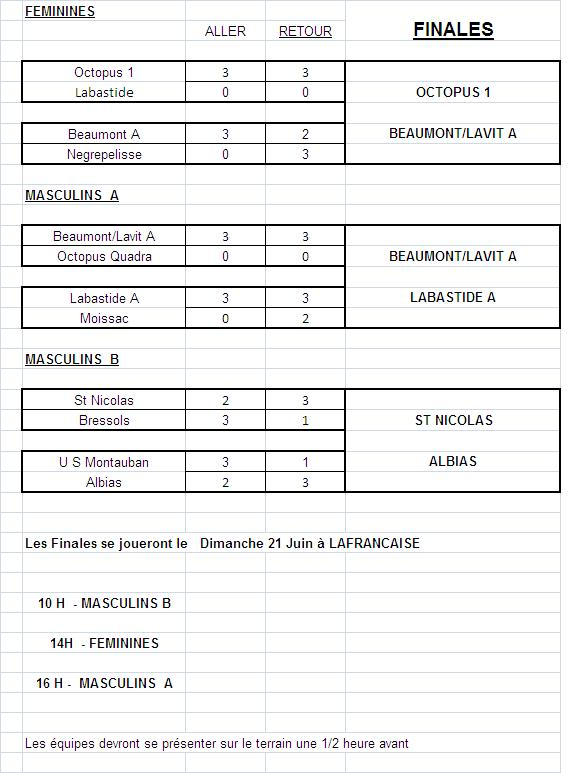 FEMININES
ALLER RETOUR FINALES
Octopus 1 3 3
Labastide 0 0 OCTOPUS 1
Beaumont A 3 2 BEAUMONT/LAVIT A
Negrepelisse 0 3
MASCULINS A
Beaumont/Lavit A 3 3
Octopus Quadra 0 0 BEAUMONT/LAVIT A
Labastide A 3 3 LABASTIDE A
Moissac 0 2
MASCULINS B
St Nicolas 2 3
Bressols 3 1 ST NICOLAS
U S Montauban 3 1 ALBIAS
Albias 2 3
Les Finales se joueront le Dimanche 21 Juin à LAFRANCAISE
10 H - MASCULINS B
14H - FEMININES
16 H - MASCULINS A
Les équipes devront se présenter sur le terrain une 1/2 heure avant